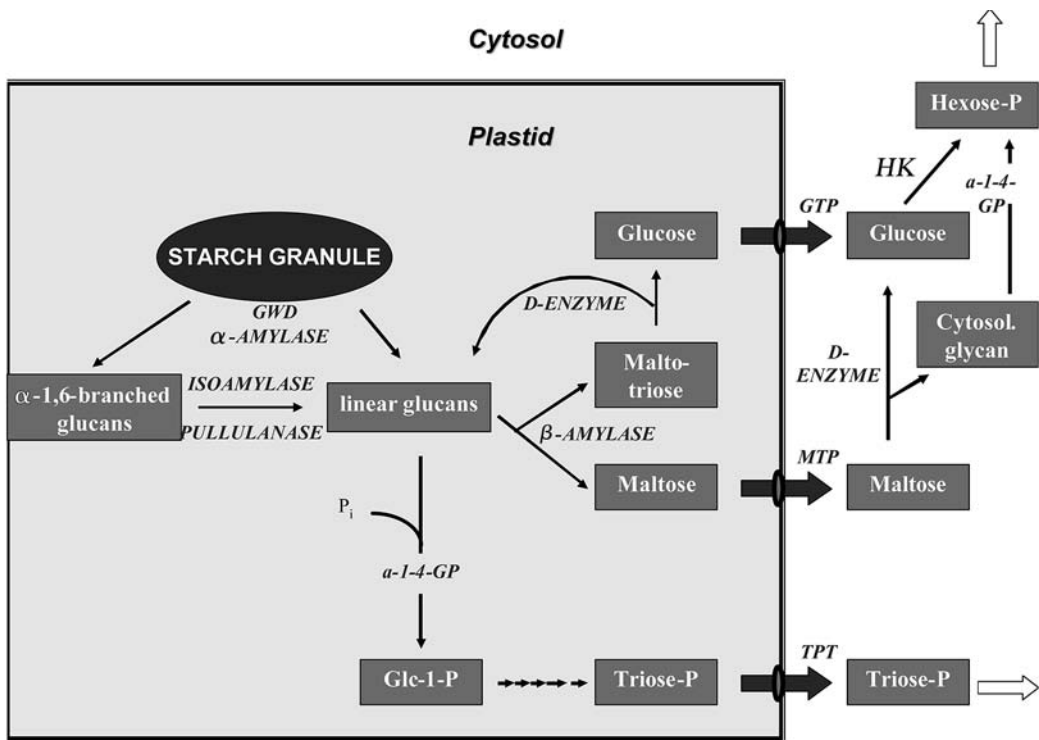 Cytosol
Hexose-P
Plastid
HK
a-1-4-
GP
GTP
Glucose
Glucose
STARCH GRANULE
D-ENZYME
GWD
α-AMYLASE
Cytosol.
glycan
Malto-
triose
D-
ENZYME
α-1,6-branched
glucans
ISOAMYLASE
PULLULANASE
linear glucans
β-AMYLASE
MTP
Maltose
Maltose
Pi
a-1-4-GP
TPT
Glc-1-P
Triose-P
Triose-P